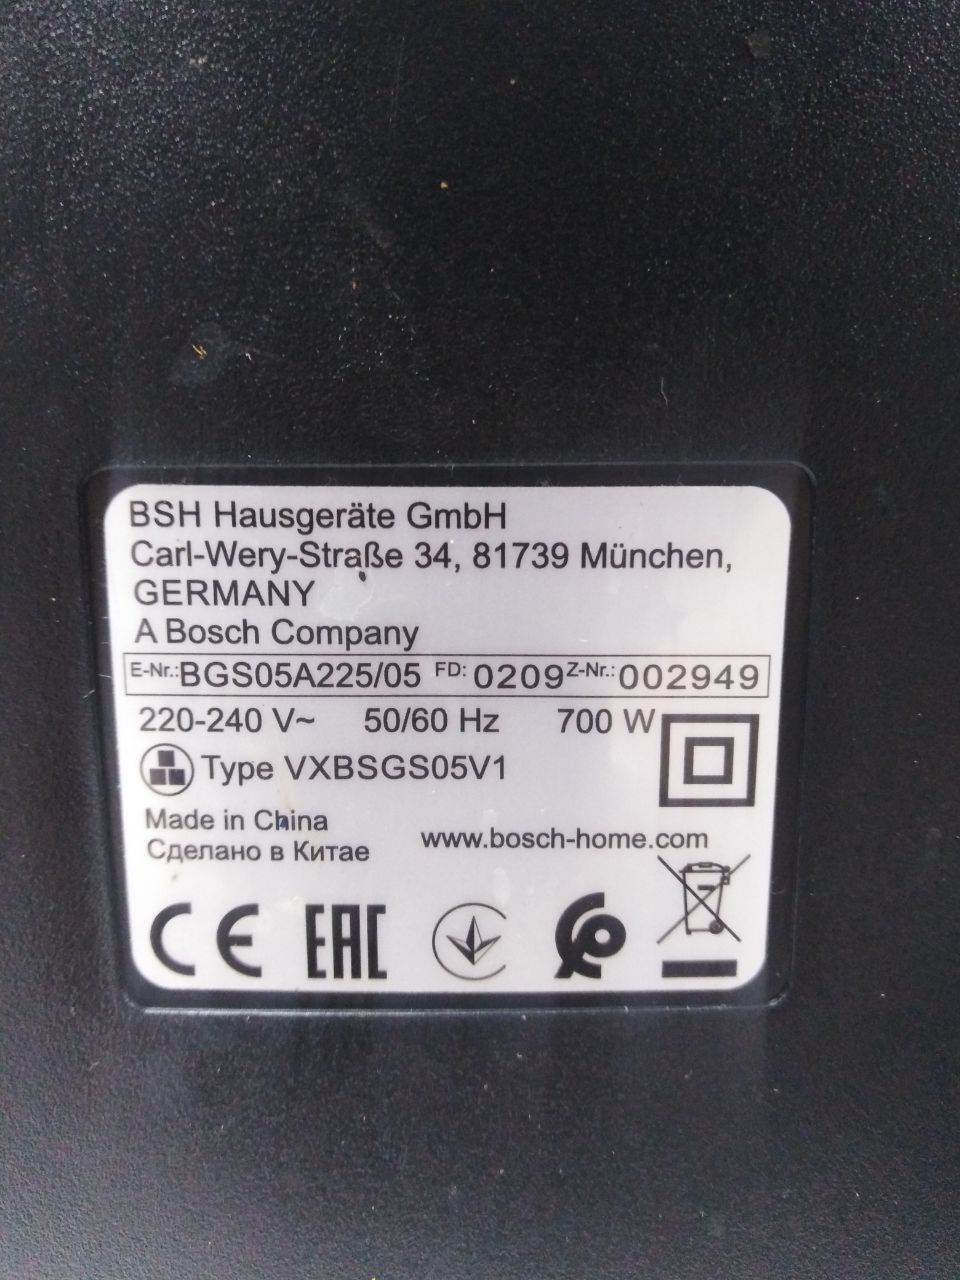 BSH Hausgeräte GmbH
Carl-Wery-Straße 34, 81739 München,
GERMANY
A Bosch Company
E-Nr.:BGS05A225/05 FD: 0209 Z-Nr.:002949
220-240 V~ 50/60 Hz 700 W
Type VXBSGS05V1
Made in China
Сделано в Китае
www.bosch-home.com
CE EAC